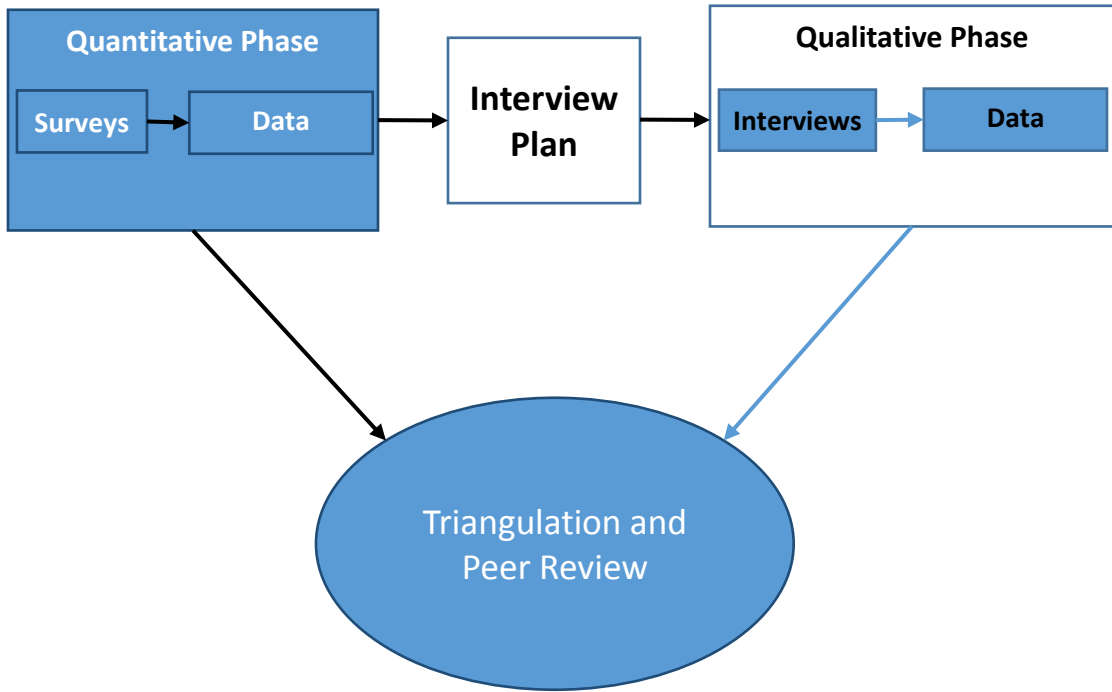 Quantitative Phase
Surveys
Data
Interview
Plan
Qualitative Phase
Interviews
Data
Triangulation and
Peer Review